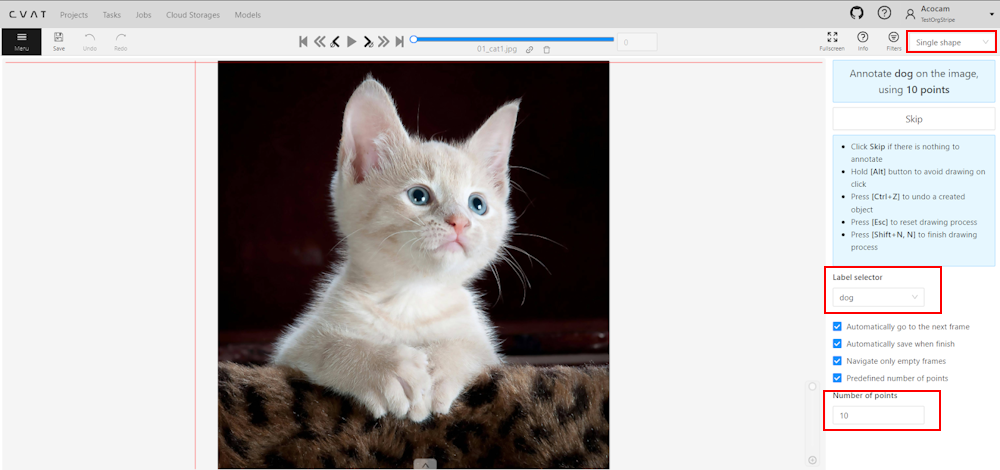 CVAT
Projects
Tasks
Jobs
Cloud Storages
Models
Acocam
TestOrgStripe
Menu
Save
Undo
Redo
01_cat1.jpg
0
Fullscreen
Info
Filters
Single shape
Annotate dog on the image,
using 10 points
Skip
Click Skip if there is nothing to
annotate
Hold [Alt] button to avoid drawing on
click
Press [Ctrl+Z] to undo a created
object
Press [Esc] to reset drawing process
Press [Shift+N, N] to finish drawing
process
Label selector
dog
Automatically go to the next frame
Automatically save when finish
Navigate only empty frames
Predefined number of points
Number of points
10